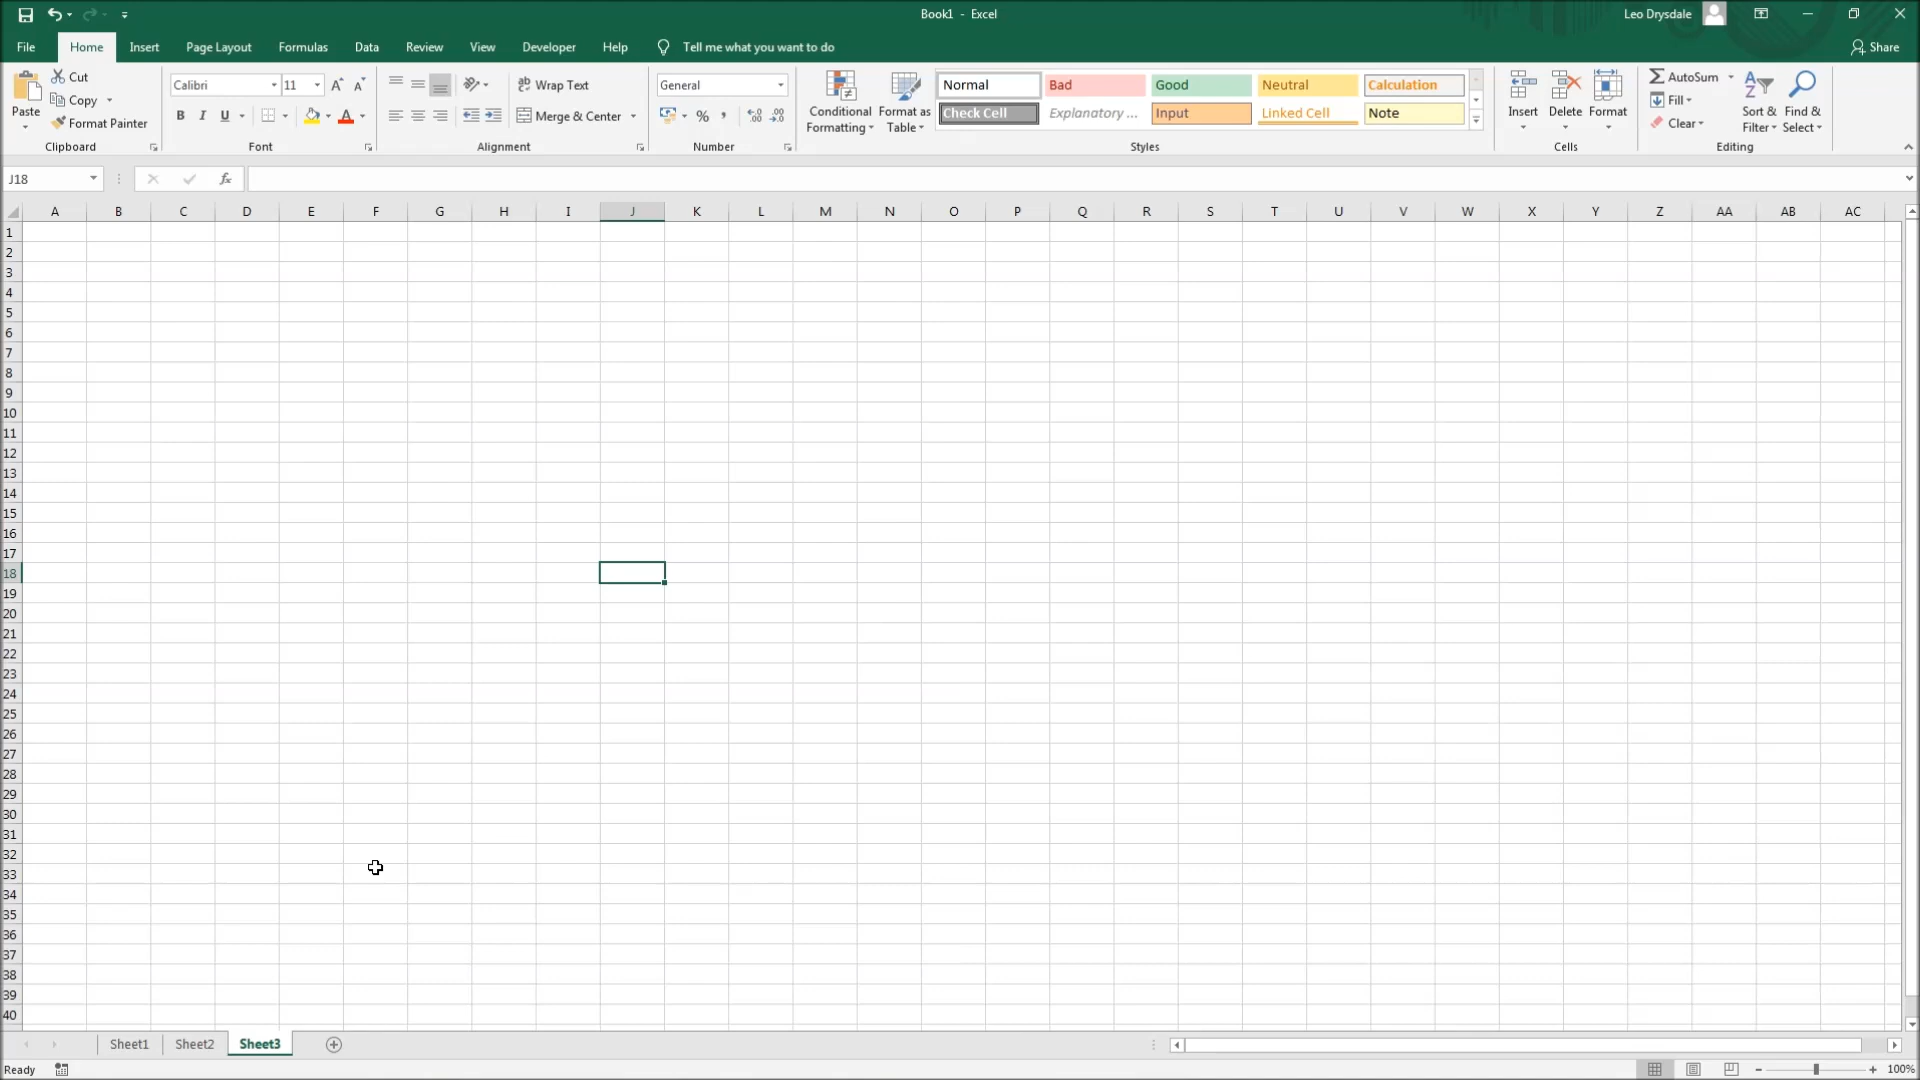 Book1 - Excel
Leo Drysdale
File Home Insert Page Layout Formulas Data Review View Developer Help Tell me what you want to do Share
Paste
Cut
Copy
Format Painter
Clipboard
Calibri 11
B I U
Font
Wrap Text
Merge & Center
Alignment
General
%
Number
Conditional Formatting
Format as Table
Normal Bad Good Neutral Calculation
Check Cell Explanatory ... Input Linked Cell Note
Styles
Insert Delete Format
Cells
AutoSum
Fill
Clear
Sort & Filter
Find & Select
Editing
J18
fx
A B C D E F G H I J K L M N O P Q R S T U V W X Y Z AA AB AC
1
2
3
4
5
6
7
8
9
10
11
12
13
14
15
16
17
18
19
20
21
22
23
24
25
26
27
28
29
30
31
32
33
34
35
36
37
38
39
40
Sheet1 Sheet2 Sheet3
Ready
100%